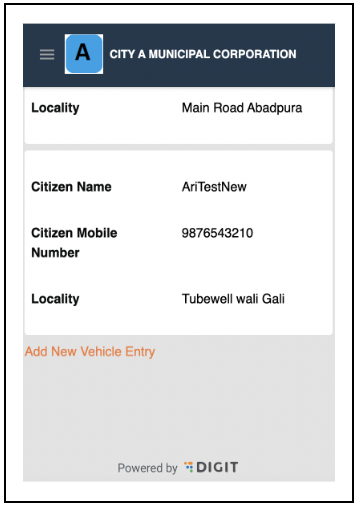 A CITY A MUNICIPAL CORPORATION
Locality Main Road Abadpura
Citizen Name AriTestNew
Citizen Mobile 9876543210
Number
Locality Tubewell wali Gali
Add New Vehicle Entry
Powered by DIGIT